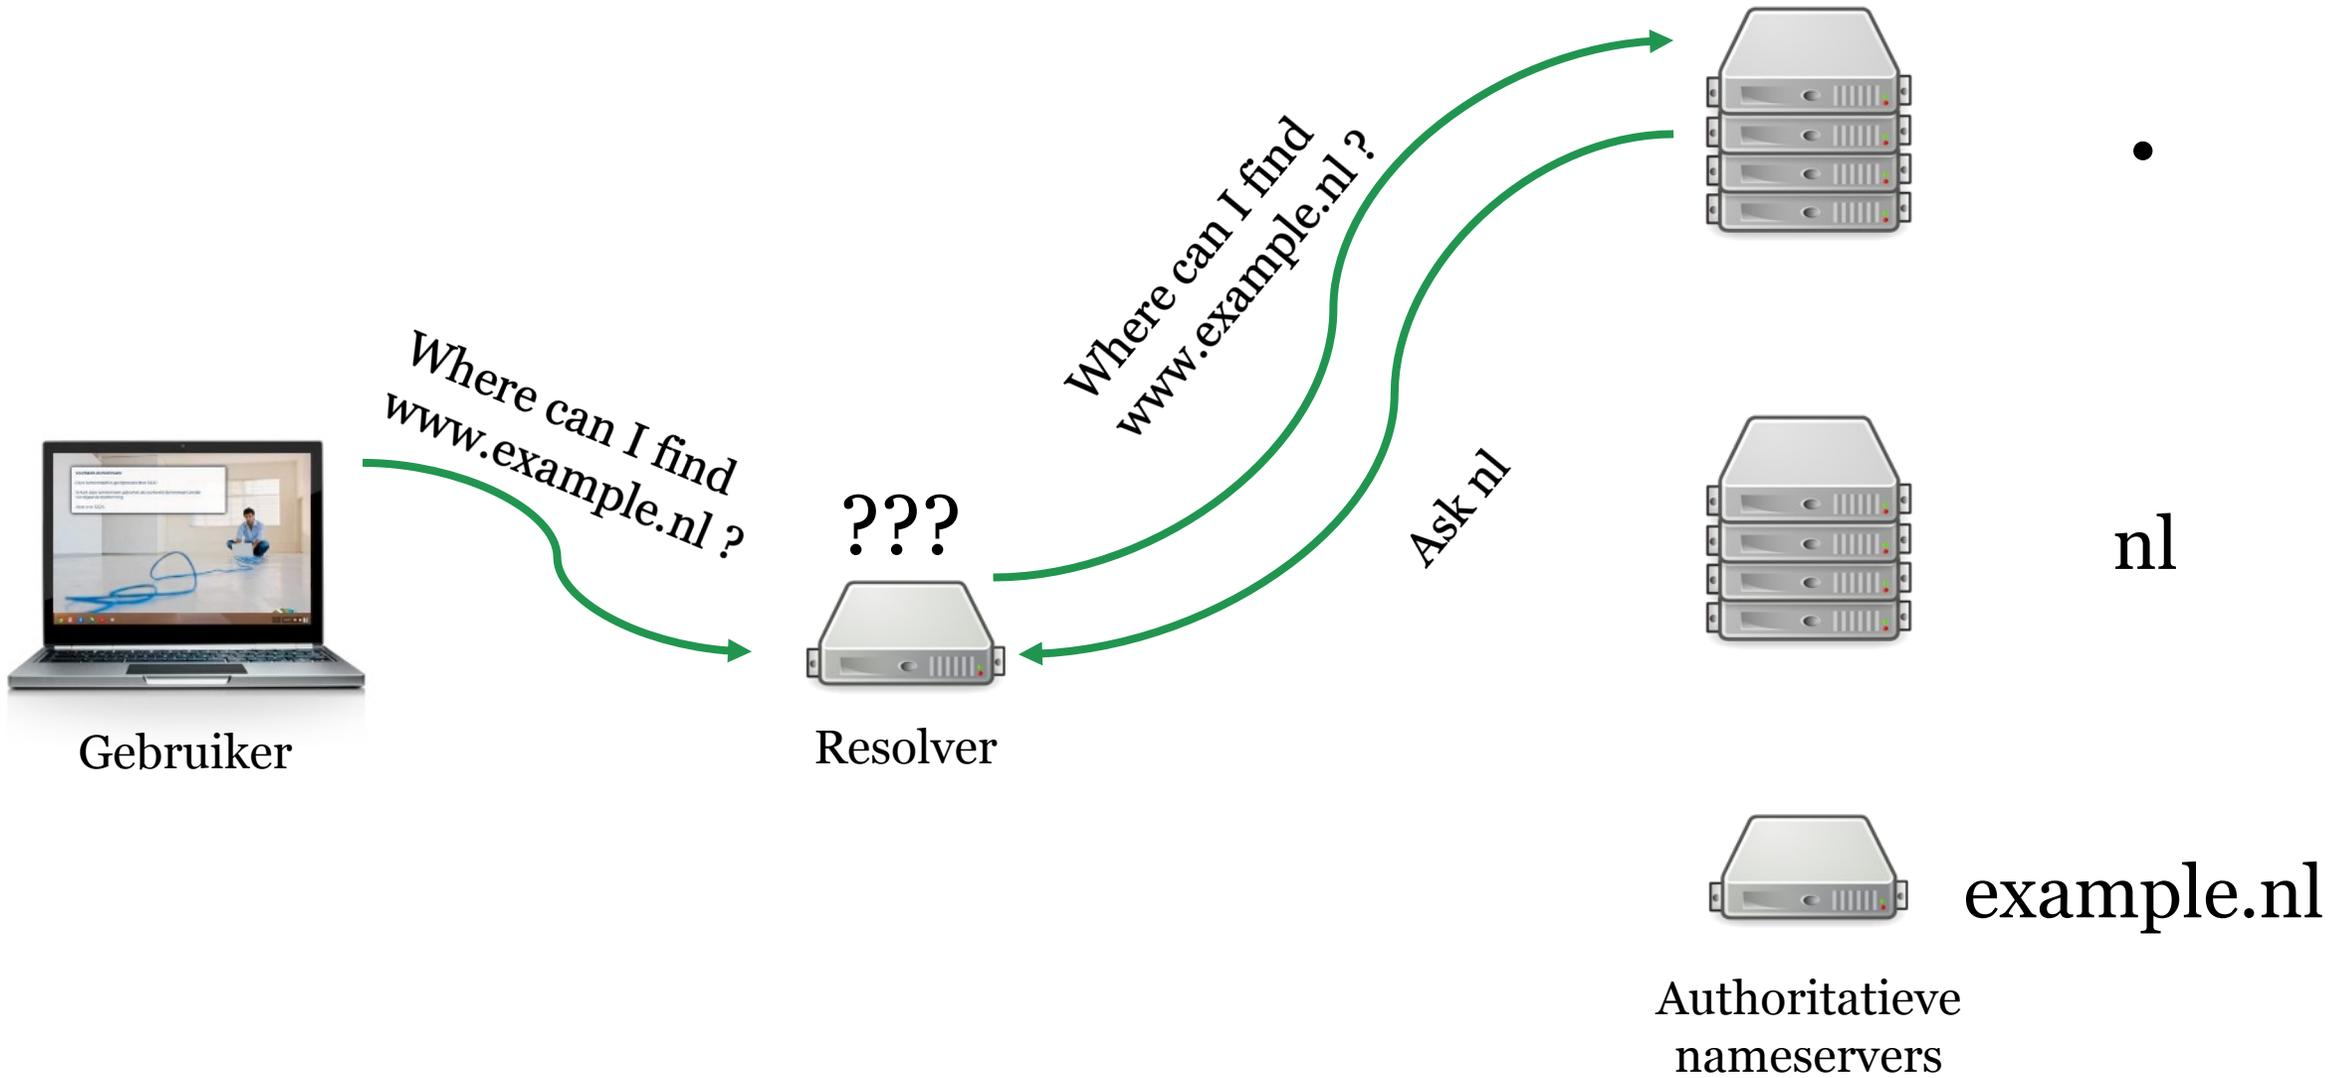 Where can I find
www.example.nl ?
Where can I find
www.example.nl ?
Ask nl
???
.
nl
example.nl
Gebruiker
Resolver
Authoritatieve
nameservers